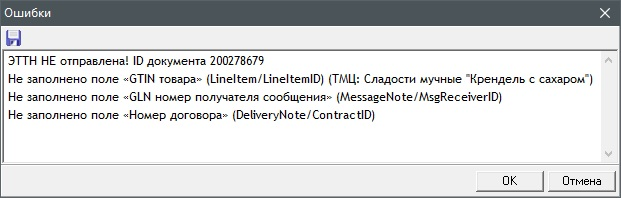 Ошибки
ЭТТН НЕ отправлена! ID документа 200278679
Не заполнено поле «GTIN товара» (LineItem/LineItemID) (ТМЦ: Сладости мучные "Крендель с сахаром")
Не заполнено поле «GLN номер получателя сообщения» (MessageNote/MsgReceiverID)
Не заполнено поле «Номер договора» (DeliveryNote/ContractID)
OK Отмена